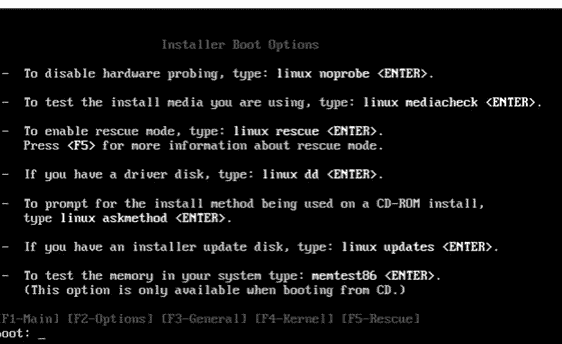 Installer Boot Options
- To disable hardware probing, type: linux noprobe <ENTER>.
- To test the install media you are using, type: linux mediacheck <ENTER>.
- To enable rescue mode, type: linux rescue <ENTER>.
Press <F5> for more information about rescue mode.
- If you have a driver disk, type: linux dd <ENTER>.
- To prompt for the install method being used on a CD-ROM install,
type linux askmethod <ENTER>.
- If you have an installer update disk, type: linux updates <ENTER>.
- To test the memory in your system type: memtest86 <ENTER>.
(This option is only available when booting from CD.)
[F1-Main] [F2-Options] [F3-General] [F4-Kernel] [F5-Rescue]
boot: _